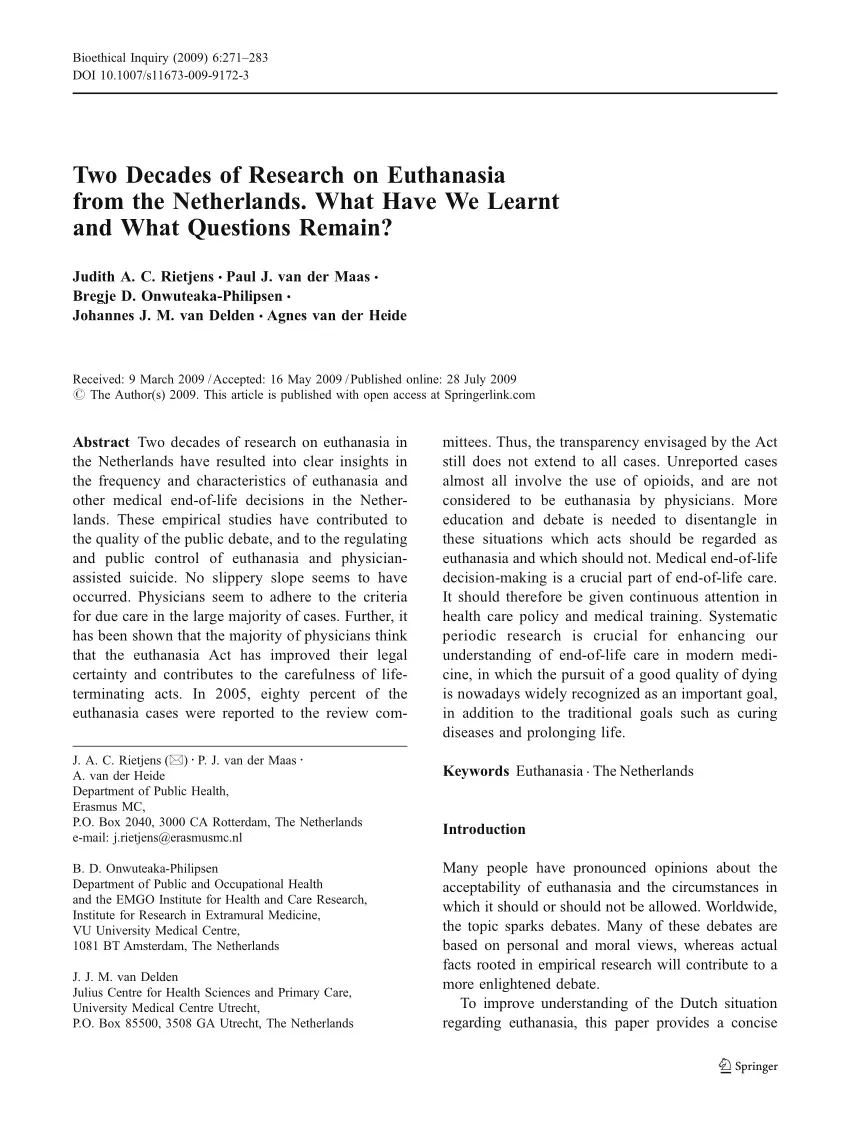 Bioethical Inquiry (2009) 6:271–283
DOI 10.1007/s11673-009-9172-3
Two Decades of Research on Euthanasia
from the Netherlands. What Have We Learnt
and What Questions Remain?
Judith A. C. Rietjens · Paul J. van der Maas ·
Bregje D. Onwuteaka-Philipsen ·
Johannes J. M. van Delden · Agnes van der Heide
Received: 9 March 2009 / Accepted: 16 May 2009 / Published online: 28 July 2009
© The Author(s) 2009. This article is published with open access at Springerlink.com
Abstract Two decades of research on euthanasia in
the Netherlands have resulted into clear insights in
the frequency and characteristics of euthanasia and
other medical end-of-life decisions in the Nether-
lands. These empirical studies have contributed to
the quality of the public debate, and to the regulating
and public control of euthanasia and physician-
assisted suicide. No slippery slope seems to have
occurred. Physicians seem to adhere to the criteria
for due care in the large majority of cases. Further, it
has been shown that the majority of physicians think
that the euthanasia Act has improved their legal
certainty and contributes to the carefulness of life-
terminating acts. In 2005, eighty percent of the
euthanasia cases were reported to the review com-
mittees. Thus, the transparency envisaged by the Act
still does not extend to all cases. Unreported cases
almost all involve the use of opioids, and are not
considered to be euthanasia by physicians. More
education and debate is needed to disentangle in
these situations which acts should be regarded as
euthanasia and which should not. Medical end-of-life
decision-making is a crucial part of end-of-life care.
It should therefore be given continuous attention in
health care policy and medical training. Systematic
periodic research is crucial for enhancing our
understanding of end-of-life care in modern medi-
cine, in which the pursuit of a good quality of dying
is nowadays widely recognized as an important goal,
in addition to the traditional goals such as curing
diseases and prolonging life.
Keywords Euthanasia · The Netherlands
Introduction
Many people have pronounced opinions about the
acceptability of euthanasia and the circumstances in
which it should or should not be allowed. Worldwide,
the topic sparks debates. Many of these debates are
based on personal and moral views, whereas actual
facts rooted in empirical research will contribute to a
more enlightened debate.
To improve understanding of the Dutch situation
regarding euthanasia, this paper provides a concise
J. A. C. Rietjens (✉) · P. J. van der Maas ·
A. van der Heide
Department of Public Health,
Erasmus MC,
P.O. Box 2040, 3000 CA Rotterdam, The Netherlands
e-mail: j.rietjens@erasmusmc.nl
B. D. Onwuteaka-Philipsen
Department of Public and Occupational Health
and the EMGO Institute for Health and Care Research,
Institute for Research in Extramural Medicine,
VU University Medical Centre,
1081 BT Amsterdam, The Netherlands
J. J. M. van Delden
Julius Centre for Health Sciences and Primary Care,
University Medical Centre Utrecht,
P.O. Box 85500, 3508 GA Utrecht, The Netherlands
Springer